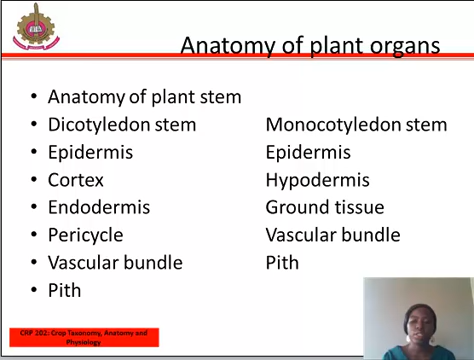 Anatomy of plant organs
• Anatomy of plant stem
• Dicotyledon stem Monocotyledon stem
• Epidermis Epidermis
• Cortex Hypodermis
• Endodermis Ground tissue
• Pericycle Vascular bundle
• Vascular bundle Pith
• Pith
CRP 102: Crop Taxonomy, Anatomy and
Physiology